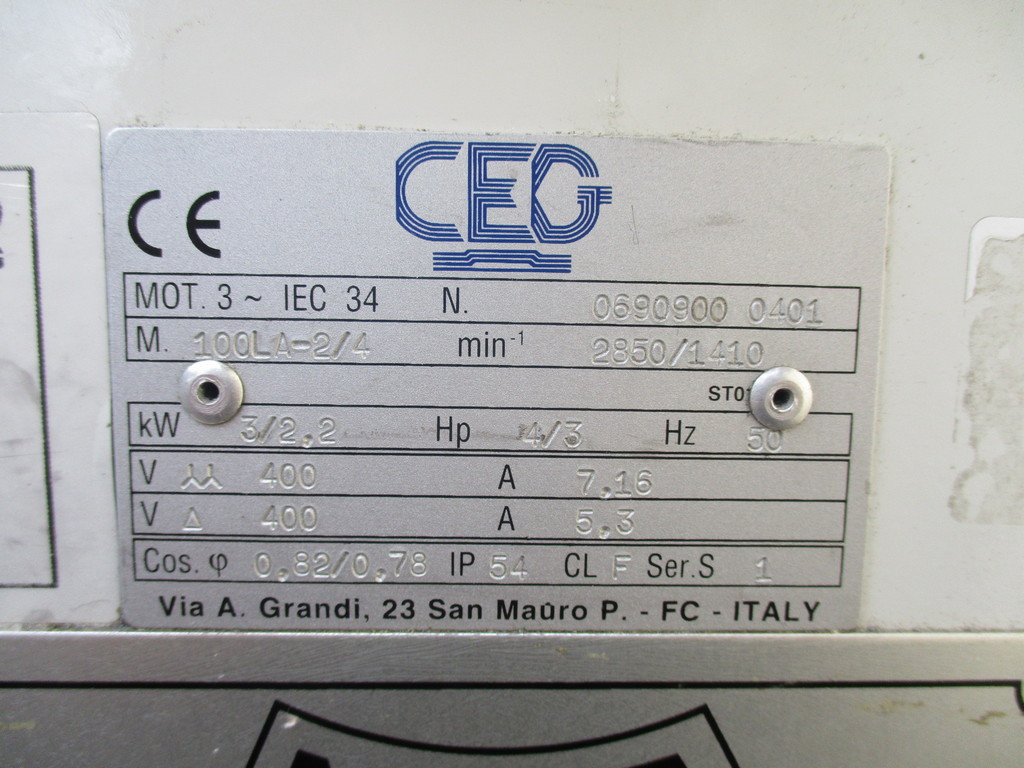 CE
CEG
MOT. 3 ~ IEC 34 N. 0690900 0401
M. 100LA-2/4 min⁻¹ 2850/1410
kW 3/2,2 Hp 4/3 Hz 50
V 400 A 7,16
V Δ 400 A 5,3
Cos. φ 0,82/0,78 IP 54 CL F Ser.S 1
Via A. Grandi, 23 San Maüro P. - FC - ITALY